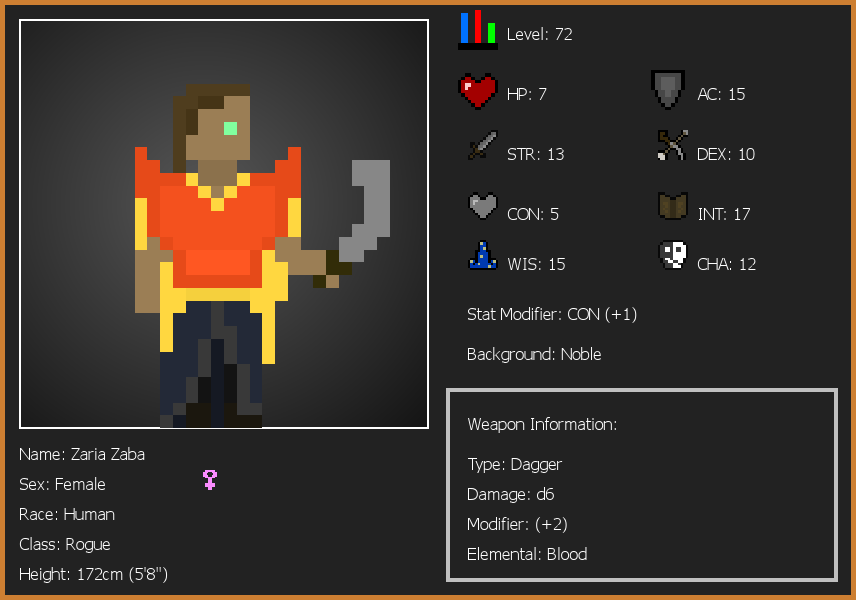 Level: 72
HP: 7
AC: 15
STR: 13
DEX: 10
CON: 5
INT: 17
WIS: 15
CHA: 12
Stat Modifier: CON (+1)
Background: Noble
Weapon Information:
Type: Dagger
Damage: d6
Modifier: (+2)
Elemental: Blood
Name: Zaria Zaba
Sex: Female
Race: Human
Class: Rogue
Height: 172cm (5'8")